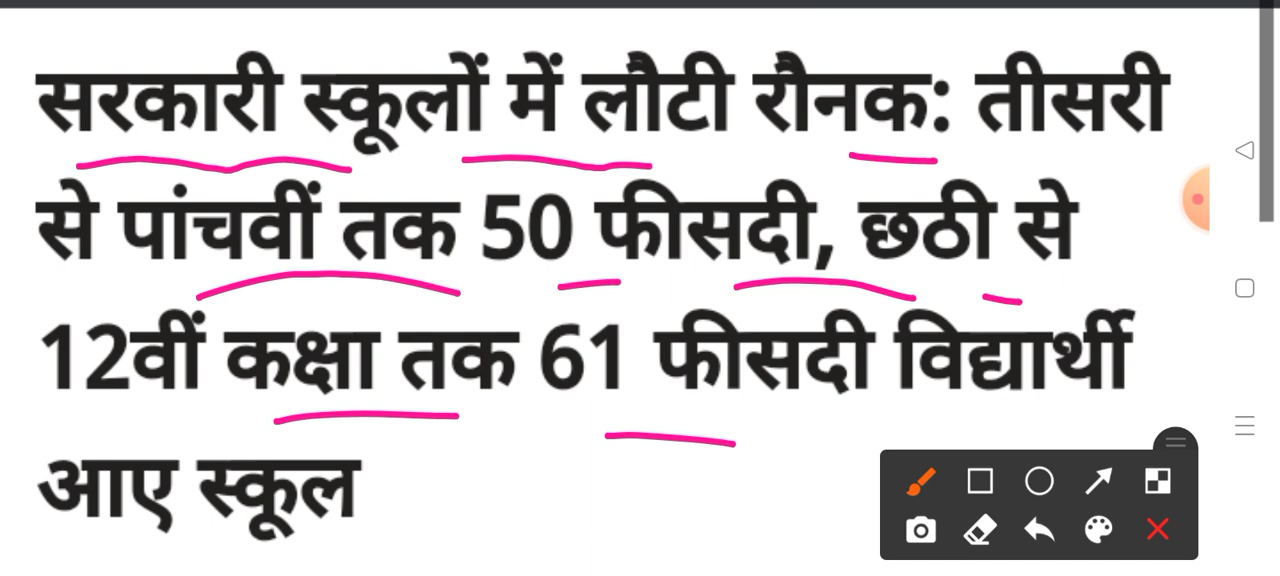 सरकारी स्कूलों में लौटी रौनक: तीसरी
से पांचवीं तक 50 फीसदी, छठी से
12वीं कक्षा तक 61 फीसदी विद्यार्थी
आए स्कूल